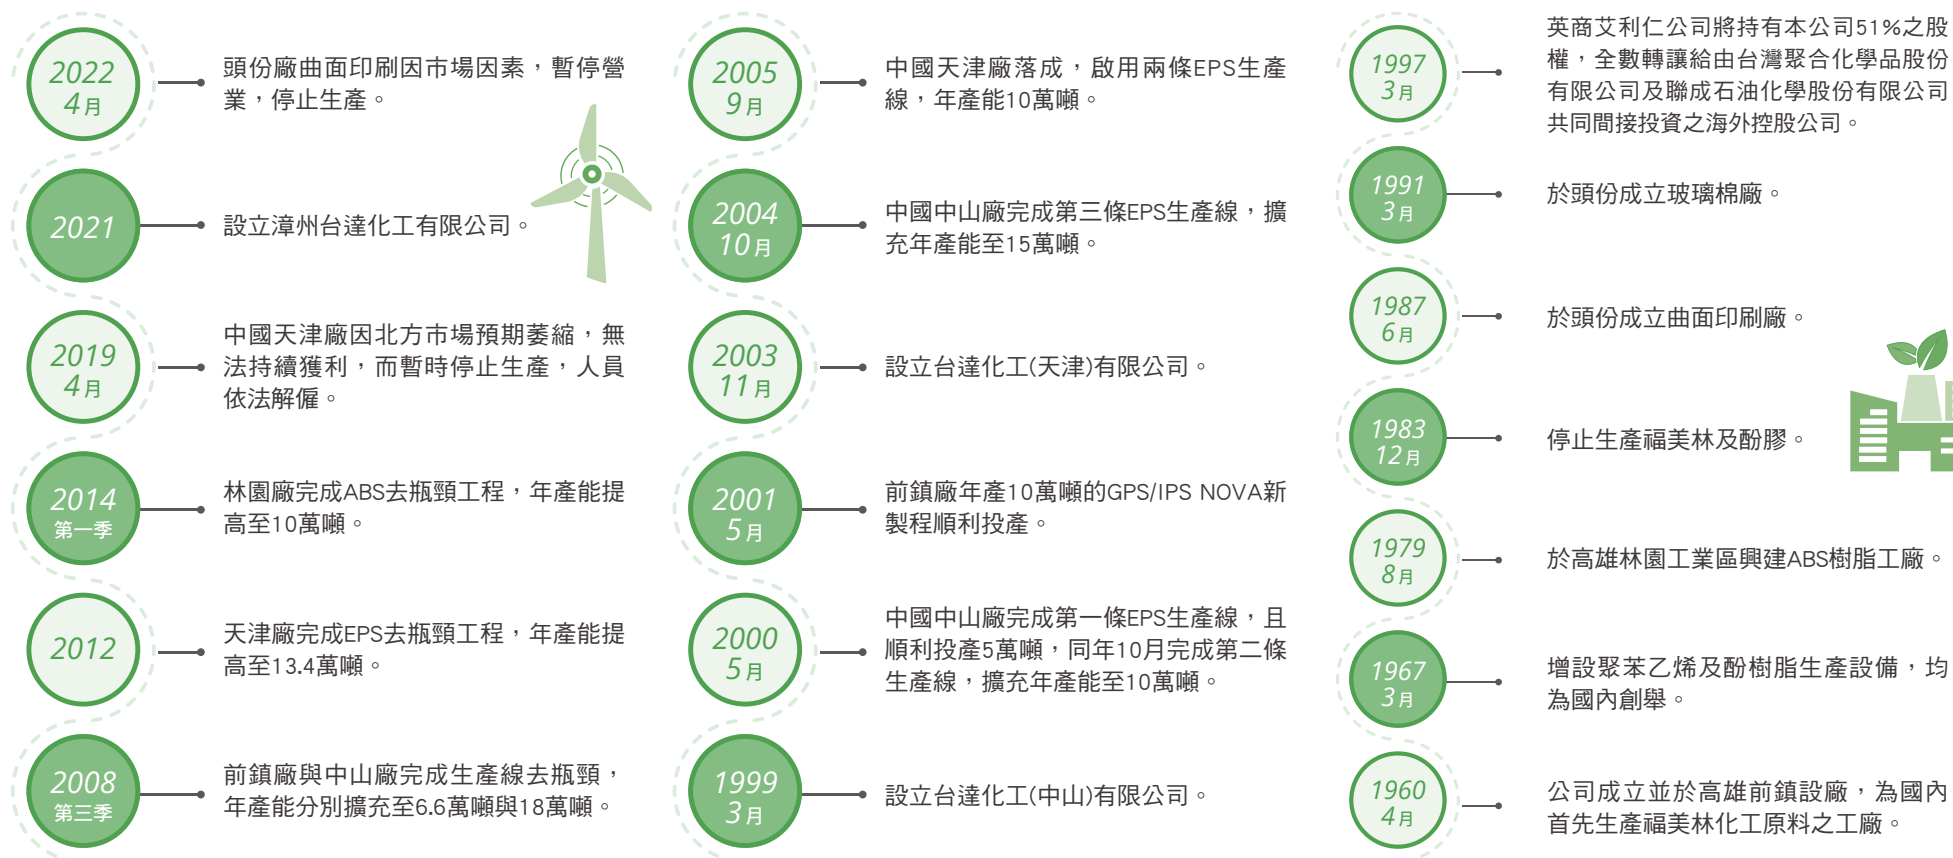 2022
4月
頭份廠曲面印刷因市場因素，暫停營
業，停止生產。
2021
設立漳州台達化工有限公司。
2019
4月
中國天津廠因北方市場預期萎縮，無
法持續獲利，而暫時停止生產，人員
依法解僱。
2014
第一季
林園廠完成ABS去瓶頸工程，年產能提
高至10萬噸。
2012
天津廠完成EPS去瓶頸工程，年產能提
高至13.4萬噸。
2008
第三季
前鎮廠與中山廠完成生產線去瓶頸，
年產能分別擴充至6.6萬噸與18萬噸。
2005
9月
中國天津廠落成，啟用兩條EPS生產
線，年產能10萬噸。
2004
10月
中國中山廠完成第三條EPS生產線，擴
充年產能至15萬噸。
2003
11月
設立台達化工(天津)有限公司。
2001
5月
前鎮廠年產10萬噸的GPS/IPS NOVA新
製程順利投產。
2000
5月
中國中山廠完成第一條EPS生產線，且
順利投產5萬噸，同年10月完成第二條
生產線，擴充年產能至10萬噸。
1999
3月
設立台達化工(中山)有限公司。
1997
3月
英商艾利仁公司將持有本公司51%之股
權，全數轉讓給由台灣聚合化學品股份
有限公司及聯成石油化學股份有限公司
共同間接投資之海外控股公司。
1991
3月
於頭份成立玻璃棉廠。
1987
6月
於頭份成立曲面印刷廠。
1983
12月
停止生產福美林及酚膠。
1979
8月
於高雄林園工業區興建ABS樹脂工廠。
1967
3月
增設聚苯乙烯及酚樹脂生產設備，均
為國內創舉。
1960
4月
公司成立並於高雄前鎮設廠，為國內
首先生產福美林化工原料之工廠。